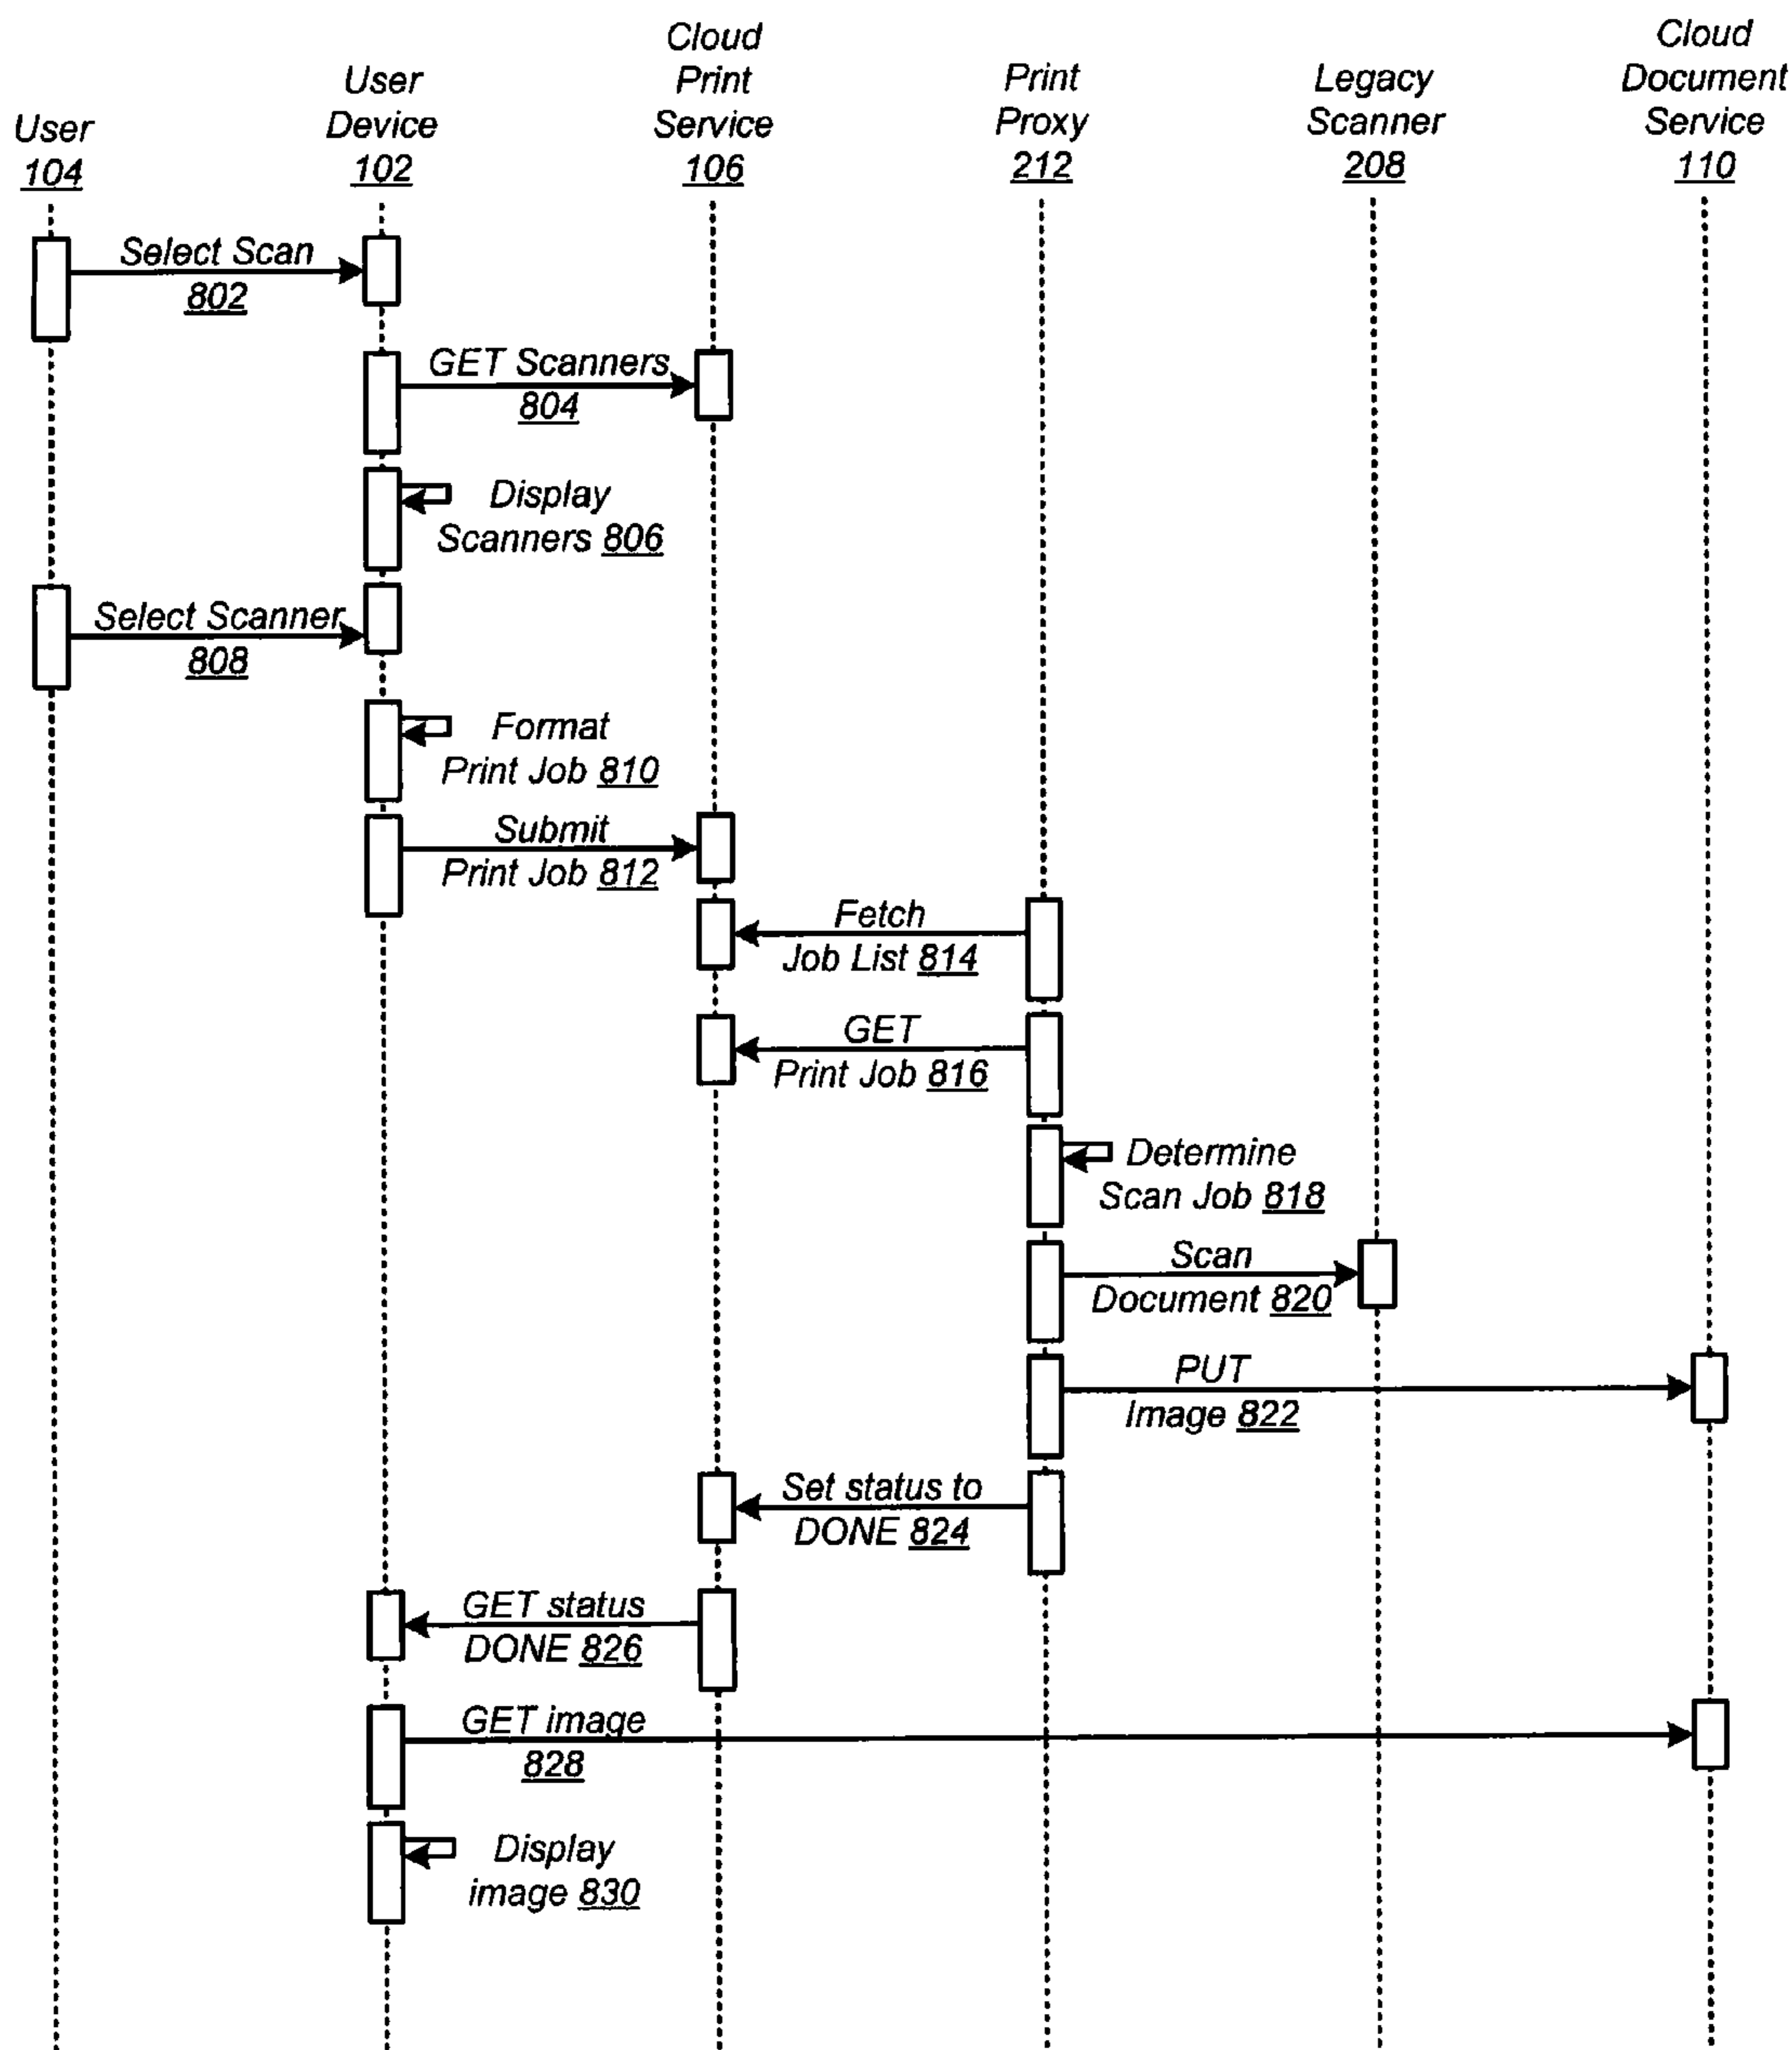 User
104
User
Device
102
Cloud
Print
Service
106
Print
Proxy
212
Legacy
Scanner
208
Cloud
Document
Service
110
Select Scan
802
GET Scanners
804
Display
Scanners 806
Select Scanner
808
Format
Print Job 810
Submit
Print Job 812
Fetch
Job List 814
GET
Print Job 816
Determine
Scan Job 818
Scan
Document 820
PUT
Image 822
Set status to
DONE 824
GET status
DONE 826
GET image
828
Display
image 830